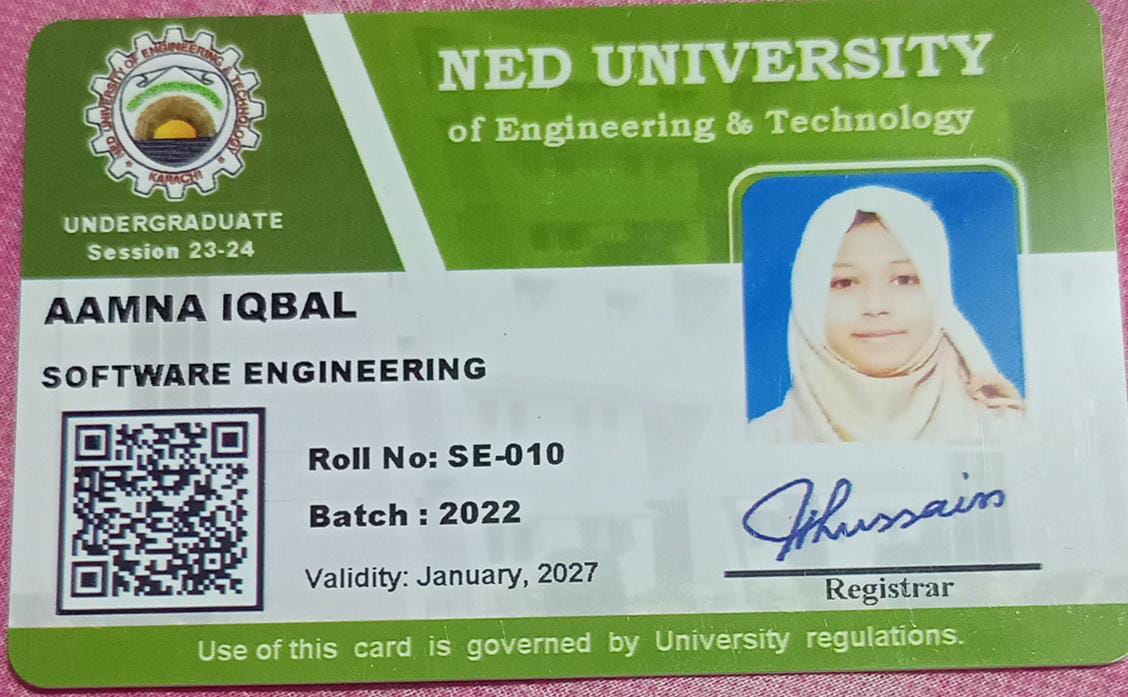 NED UNIVERSITY OF ENGINEERING & TECHNOLOGY
KARACHI
UNDERGRADUATE
Session 23-24
NED UNIVERSITY
of Engineering & Technology
AAMNA IQBAL
SOFTWARE ENGINEERING
Roll No: SE-010
Batch : 2022
Validity: January, 2027
Hussain
Registrar
Use of this card is governed by University regulations.